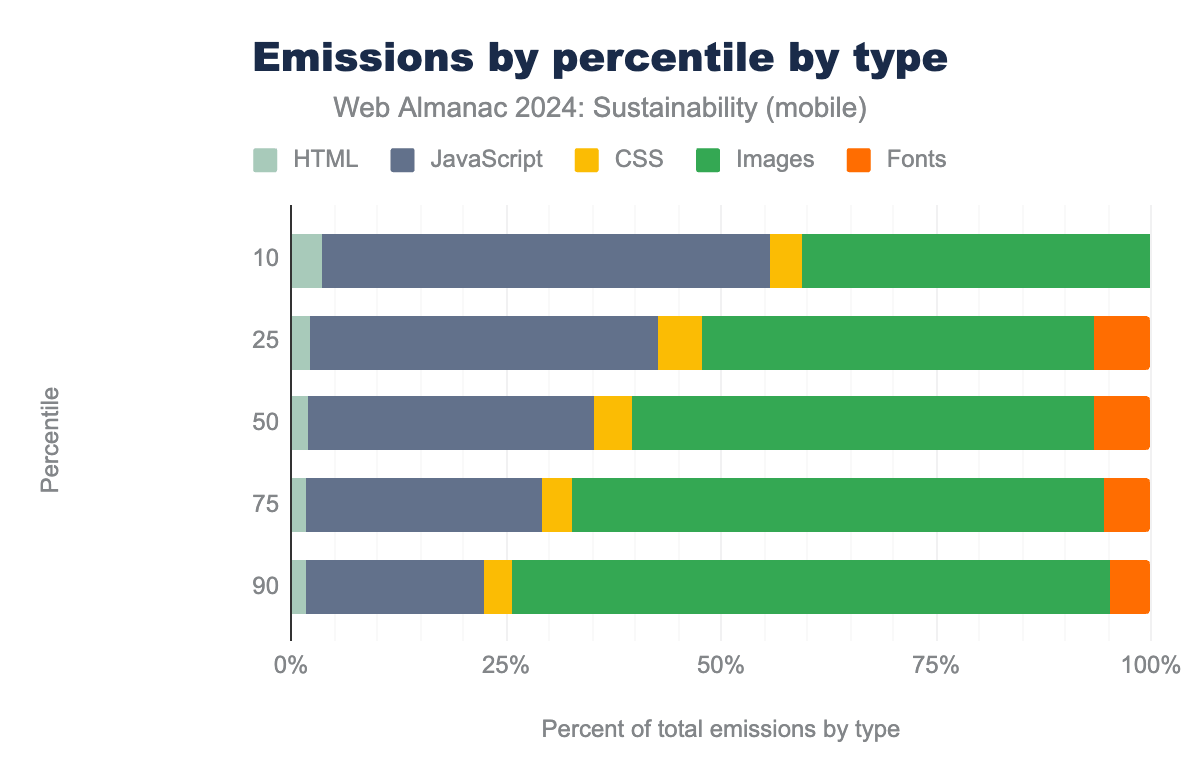 Emissions by percentile by type
Web Almanac 2024: Sustainability (mobile)
HTML JavaScript CSS Images Fonts
Percentile
10
25
50
75
90
0% 25% 50% 75% 100%
Percent of total emissions by type